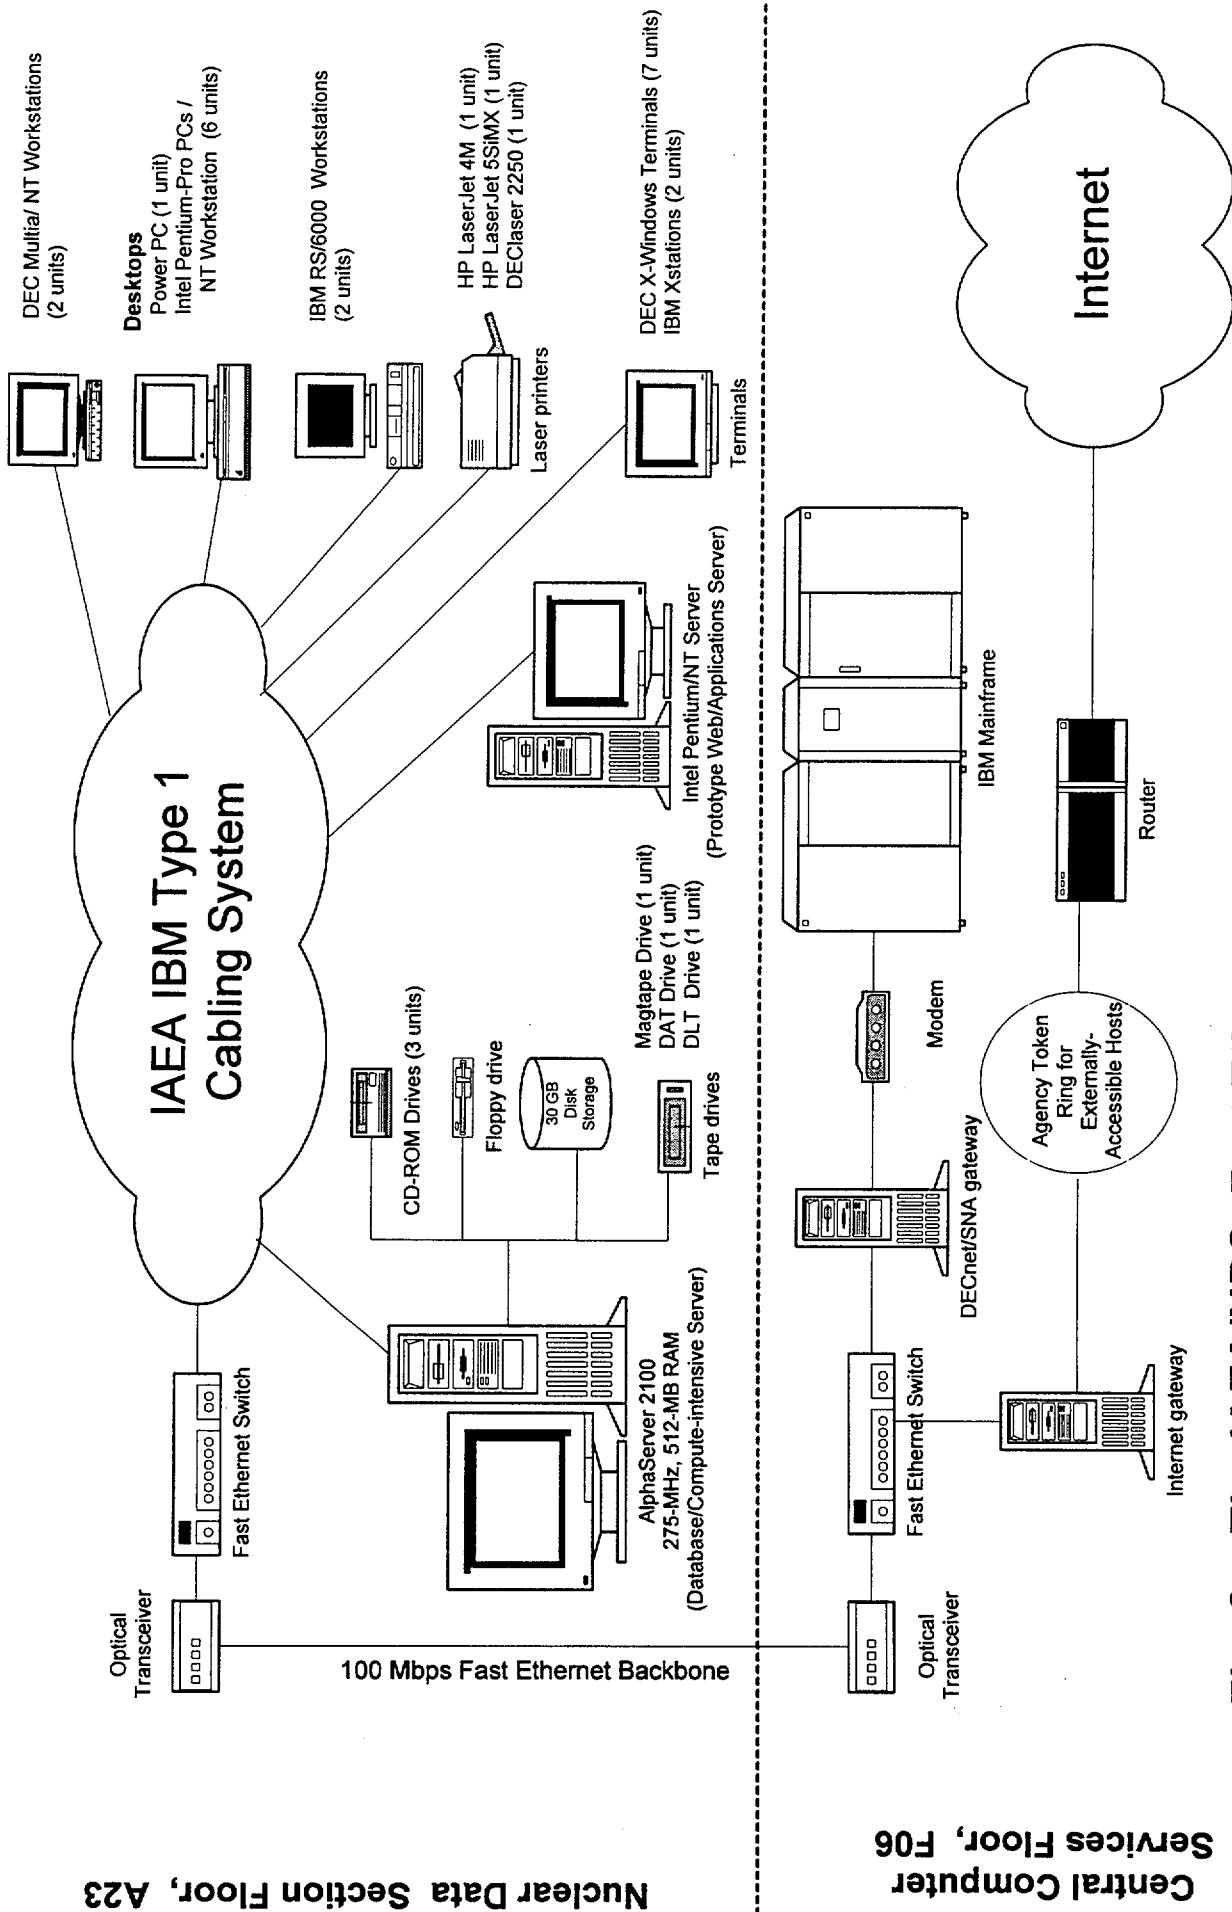 Nuclear Data Section Floor, A23
Optical
Transceiver
Fast Ethernet Switch
IAEA IBM Type 1
Cabling System
DEC Multia/ NT Workstations
(2 units)
Desktops
Power PC (1 unit)
Intel Pentium-Pro PCs /
NT Workstation (6 units)
IBM RS/6000 Workstations
(2 units)
HP LaserJet 4M (1 unit)
HP LaserJet 5SiMX (1 unit)
DEClaser 2250 (1 unit)
Laser printers
DEC X-Windows Terminals (7 units)
IBM Xstations (2 units)
Terminals
100 Mbps Fast Ethernet Backbone
AlphaServer 2100
275-MHz, 512-MB RAM
(Database/Compute-intensive Server)
CD-ROM Drives (3 units)
Floppy drive
30 GB
Disk
Storage
Magtape Drive (1 unit)
DAT Drive (1 unit)
DLT Drive (1 unit)
Tape drives
Intel Pentium/NT Server
(Prototype Web/Applications Server)
Central Computer
Services Floor, F06
Optical
Transceiver
Fast Ethernet Switch
DECnet/SNA gateway
Modem
IBM Mainframe
Internet gateway
Agency Token
Ring for
Externally-
Accessible Hosts
Router
Internet